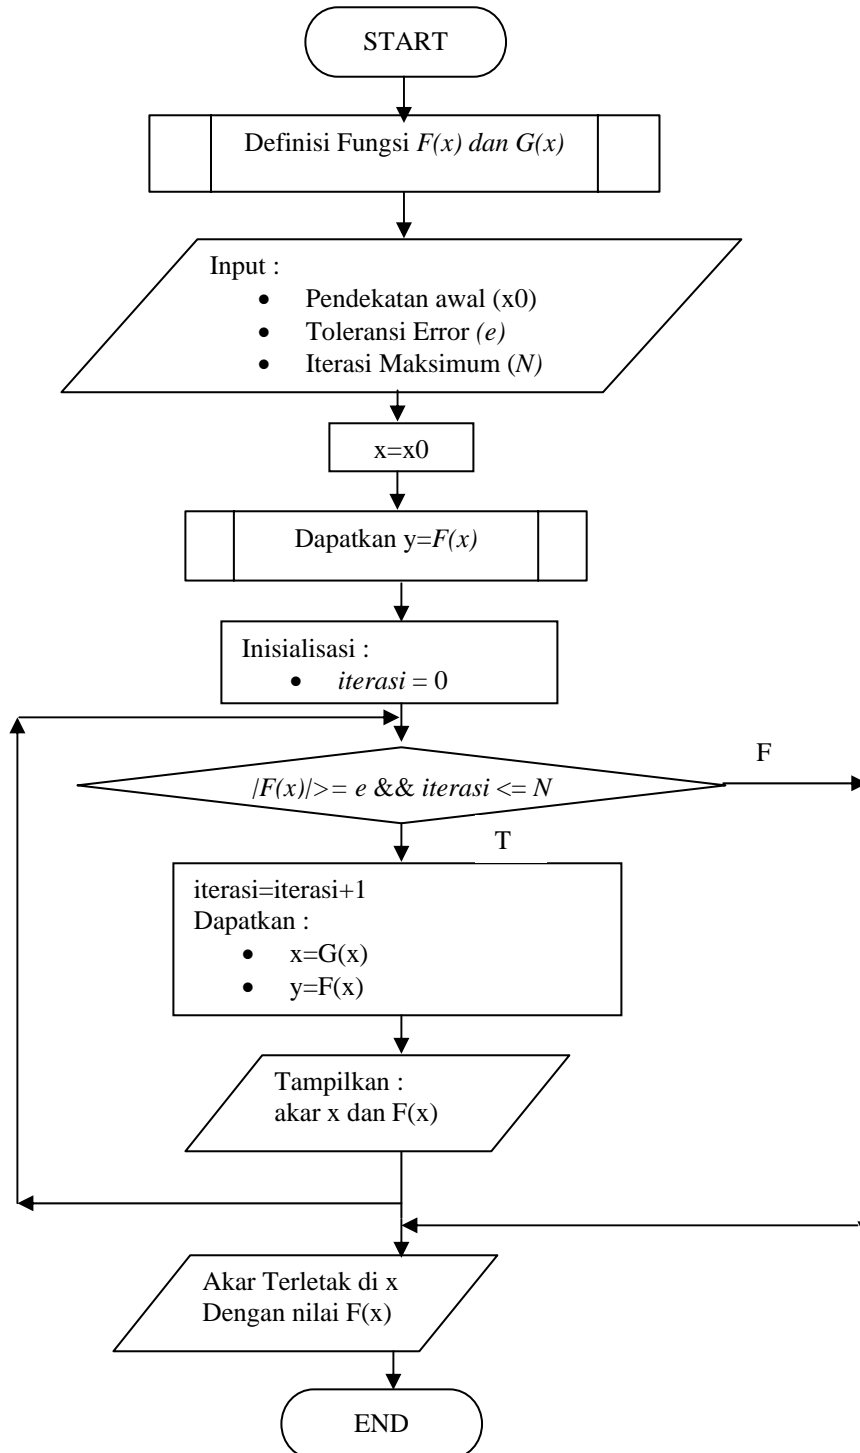 START
Definisi Fungsi F(x) dan G(x)
Input :
• Pendekatan awal (x0)
• Toleransi Error (e)
• Iterasi Maksimum (N)
x=x0
Dapatkan y=F(x)
Inisialisasi :
• iterasi = 0
F
|F(x)|>= e && iterasi <= N
T
iterasi=iterasi+1
Dapatkan :
• x=G(x)
• y=F(x)
Tampilkan :
akar x dan F(x)
Akar Terletak di x
Dengan nilai F(x)
END